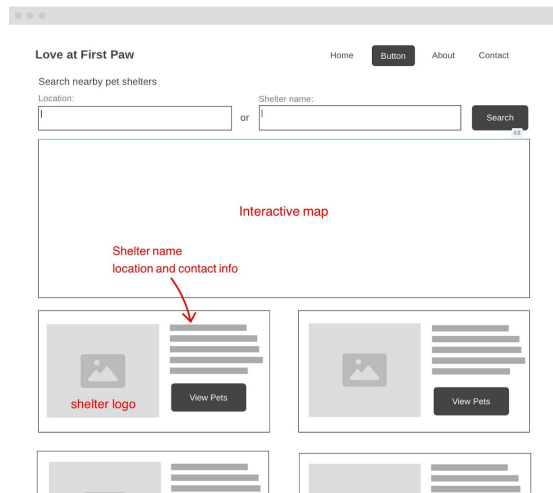 Love at First Paw
Home
Button
About
Contact
Search nearby pet shelters
Location:
Shelter name:
or
Search
48
Interactive map
Shelter name
location and contact info
shelter logo
View Pets
View Pets